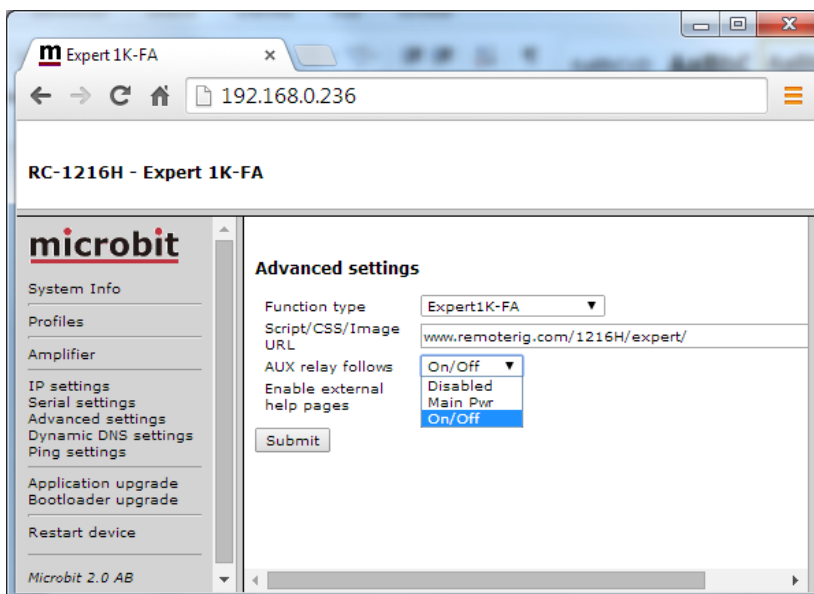 m Expert 1K-FA
192.168.0.236
RC-1216H - Expert 1K-FA
microbit
System Info
Profiles
Amplifier
IP settings
Serial settings
Advanced settings
Dynamic DNS settings
Ping settings
Application upgrade
Bootloader upgrade
Restart device
Microbit 2.0 AB
Advanced settings
Function type Expert1K-FA
Script/CSS/Image
URL www.remoterig.com/1216H/expert/
AUX relay follows On/Off
Enable external
help pages
Disabled
Main Pwr
On/Off
Submit